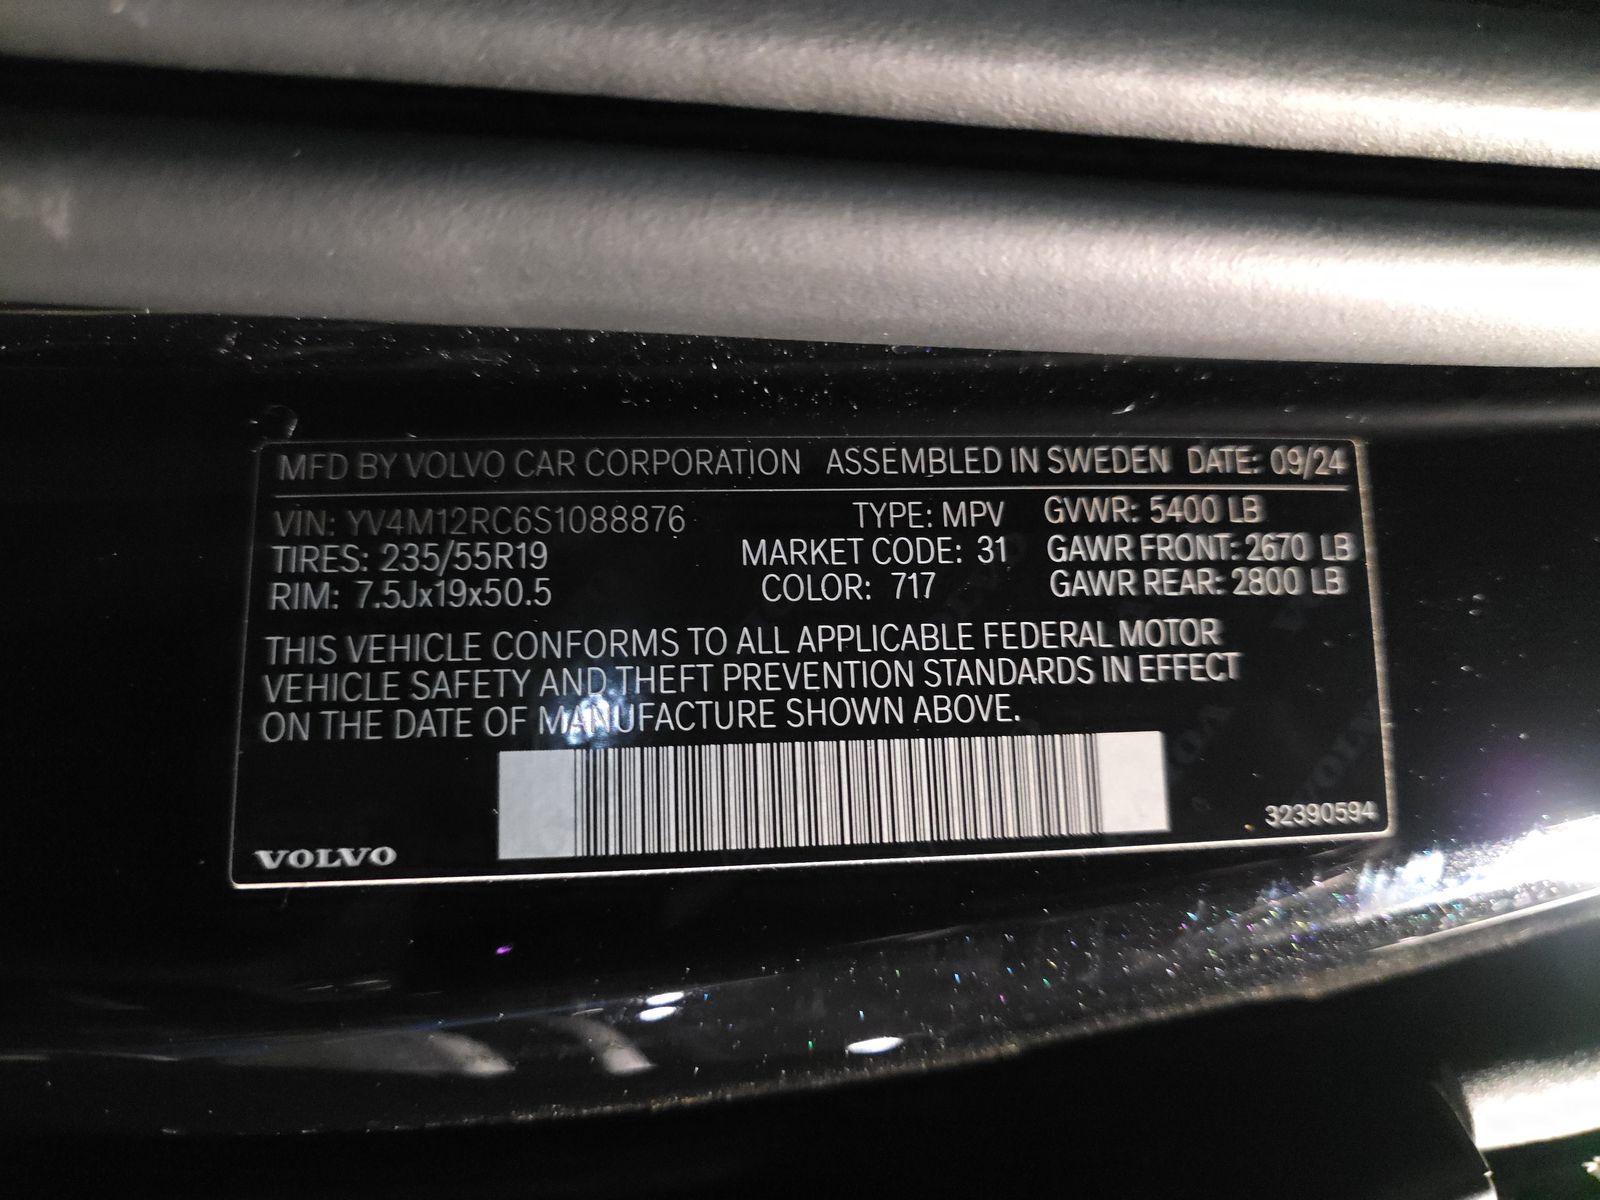 MFD BY VOLVO CAR CORPORATION ASSEMBLED IN SWEDEN DATE: 09/24
VIN: YV4M12RC6S1088876 TYPE: MPV GVWR: 5400 LB
TIRES: 235/55R19 MARKET CODE: 31 GAWR FRONT: 2670 LB
RIM: 7.5Jx19x50.5 COLOR: 717 GAWR REAR: 2800 LB
THIS VEHICLE CONFORMS TO ALL APPLICABLE FEDERAL MOTOR
VEHICLE SAFETY AND THEFT PREVENTION STANDARDS IN EFFECT
ON THE DATE OF MANUFACTURE SHOWN ABOVE.
32390594
VOLVO